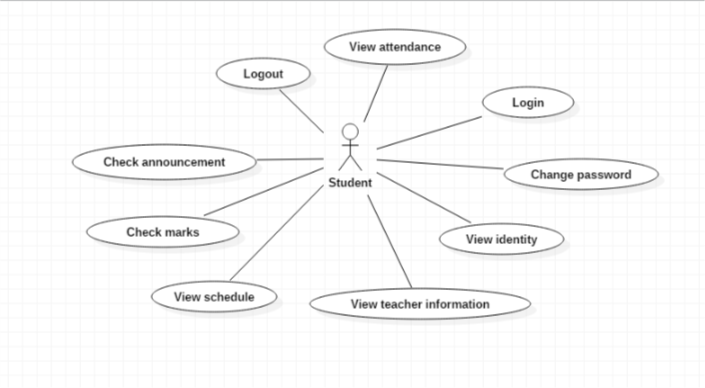 View attendance
Logout
Login
Check announcement
Change password
Student
Check marks
View identity
View schedule
View teacher information